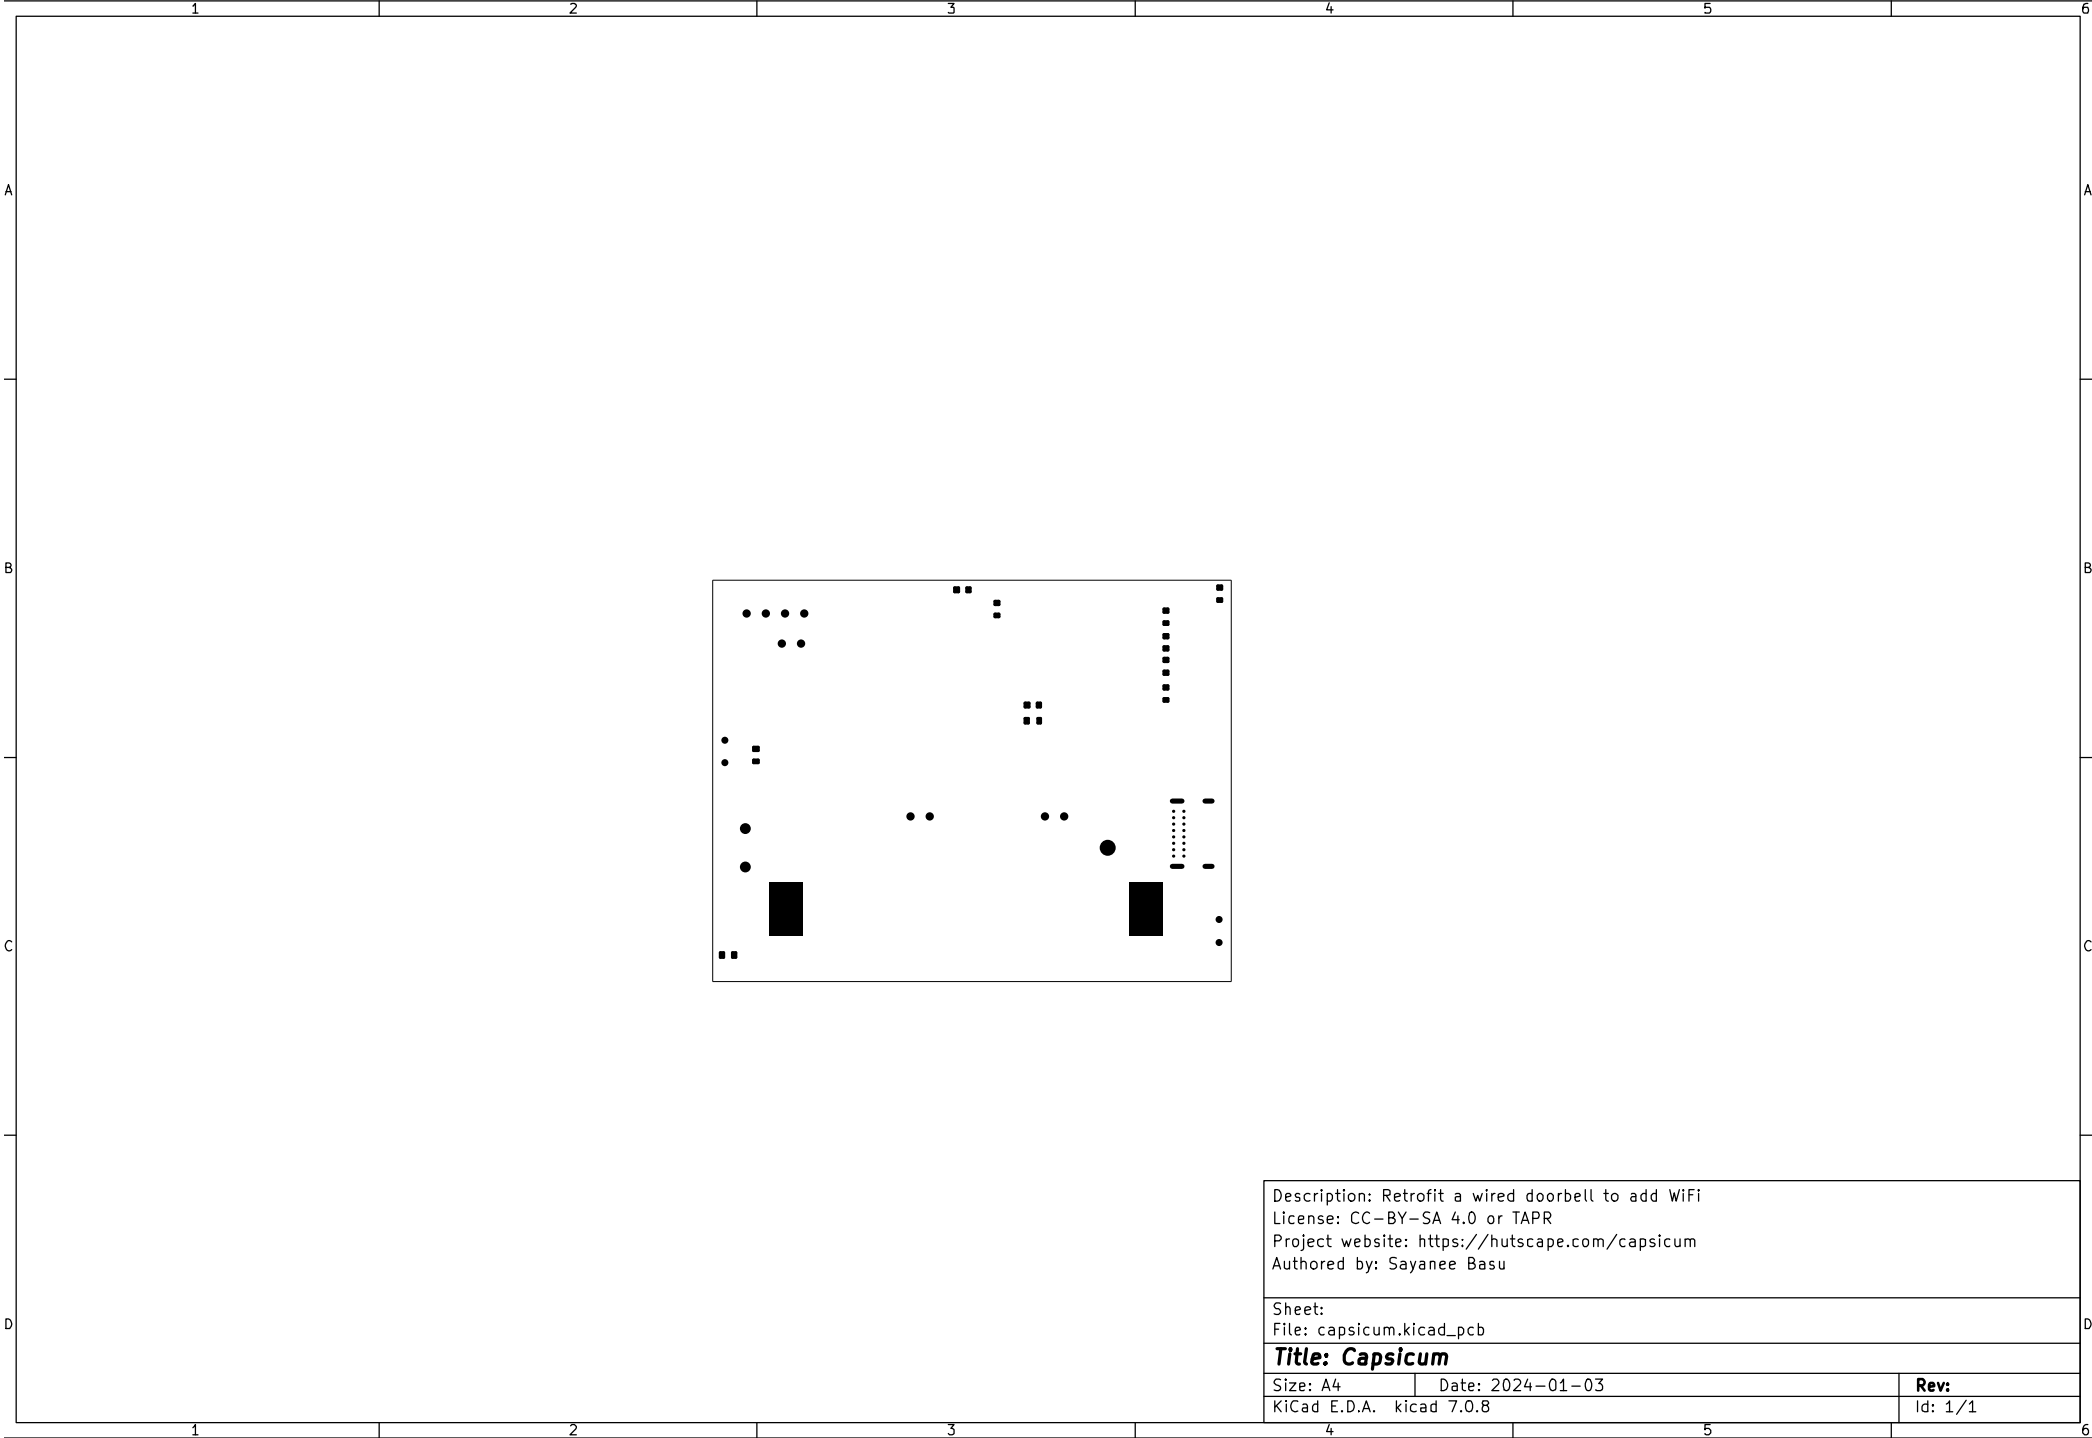 1 2 3 4 5 6
A A
B B
C C
Description: Retrofit a wired doorbell to add WiFi
License: CC-BY-SA 4.0 or TAPR
Project website: https://hutscape.com/capsicum
Authored by: Sayanee Basu
Sheet:
D D
File: capsicum.kicad_pcb
Title: Capsicum
Size: A4 Date: 2024-01-03 Rev:
KiCad E.D.A. kicad 7.0.8 Id: 1/1
1 2 3 4 5 6